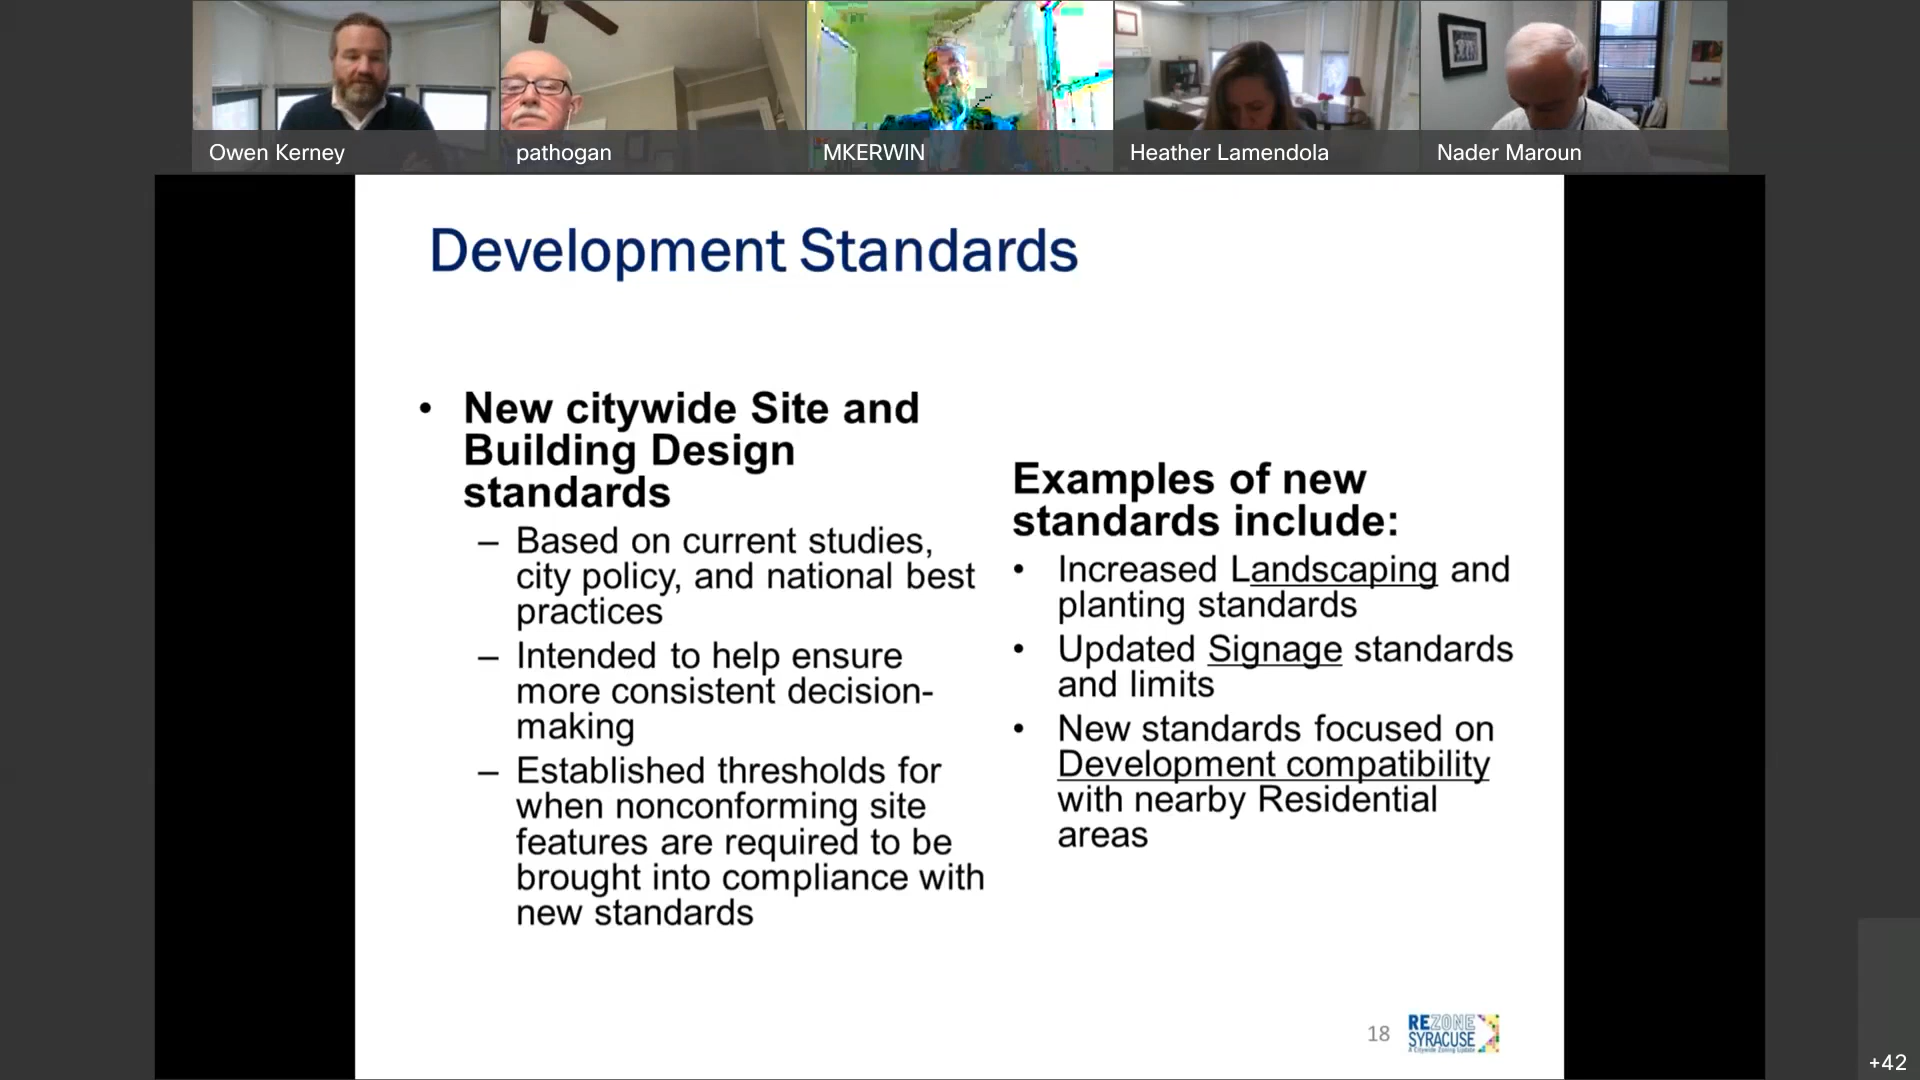 Owen Kerney
pathogan
MKERWIN
Heather Lamendola
Nader Maroun
Development Standards
• New citywide Site and
Building Design
standards
– Based on current studies,
city policy, and national best
practices
– Intended to help ensure
more consistent decision-
making
– Established thresholds for
when nonconforming site
features are required to be
brought into compliance with
new standards
Examples of new
standards include:
• Increased Landscaping and
planting standards
• Updated Signage standards
and limits
• New standards focused on
Development compatibility
with nearby Residential
areas
18
REZONE
SYRACUSE
A Citywide Zoning Update
+42